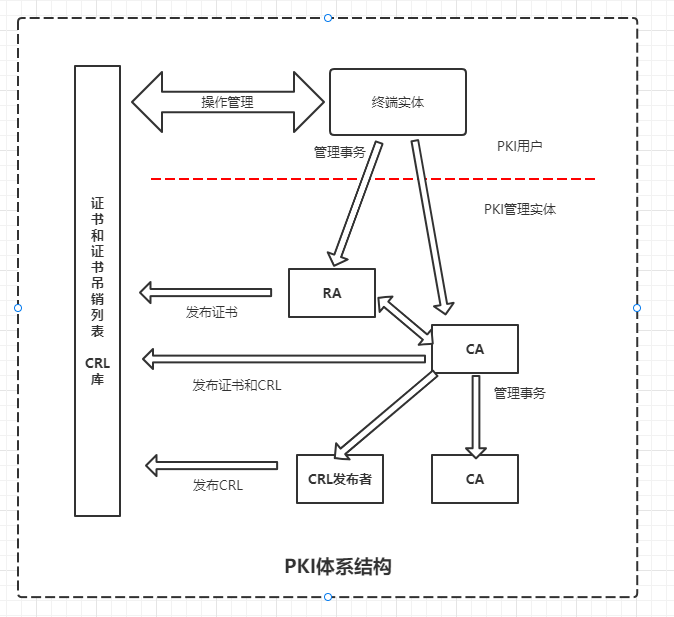 操作管理
终端实体
管理事务
PKI用户
PKI管理实体
证
书
和
证
书
吊
销
列
表
CRL
库
RA
发布证书
CA
发布证书和CRL
管理事务
CRL发布者
CA
发布CRL
PKI体系结构